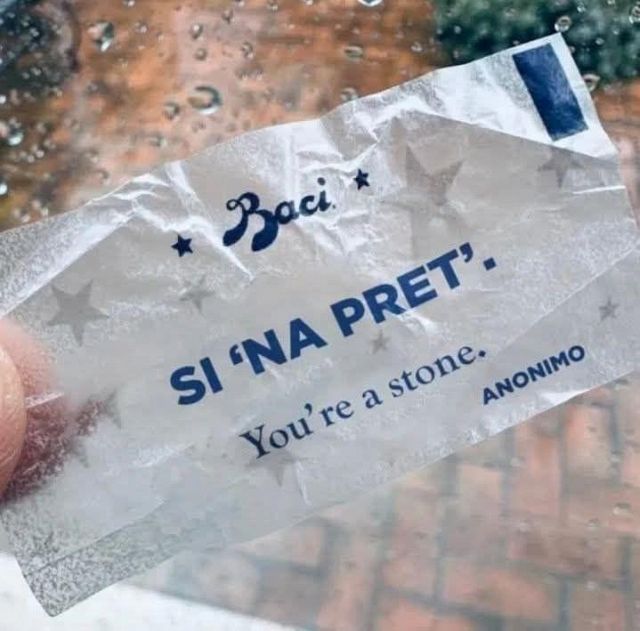 Baci
SI ‘NA PRET’.
You're a stone.
ANONIMO